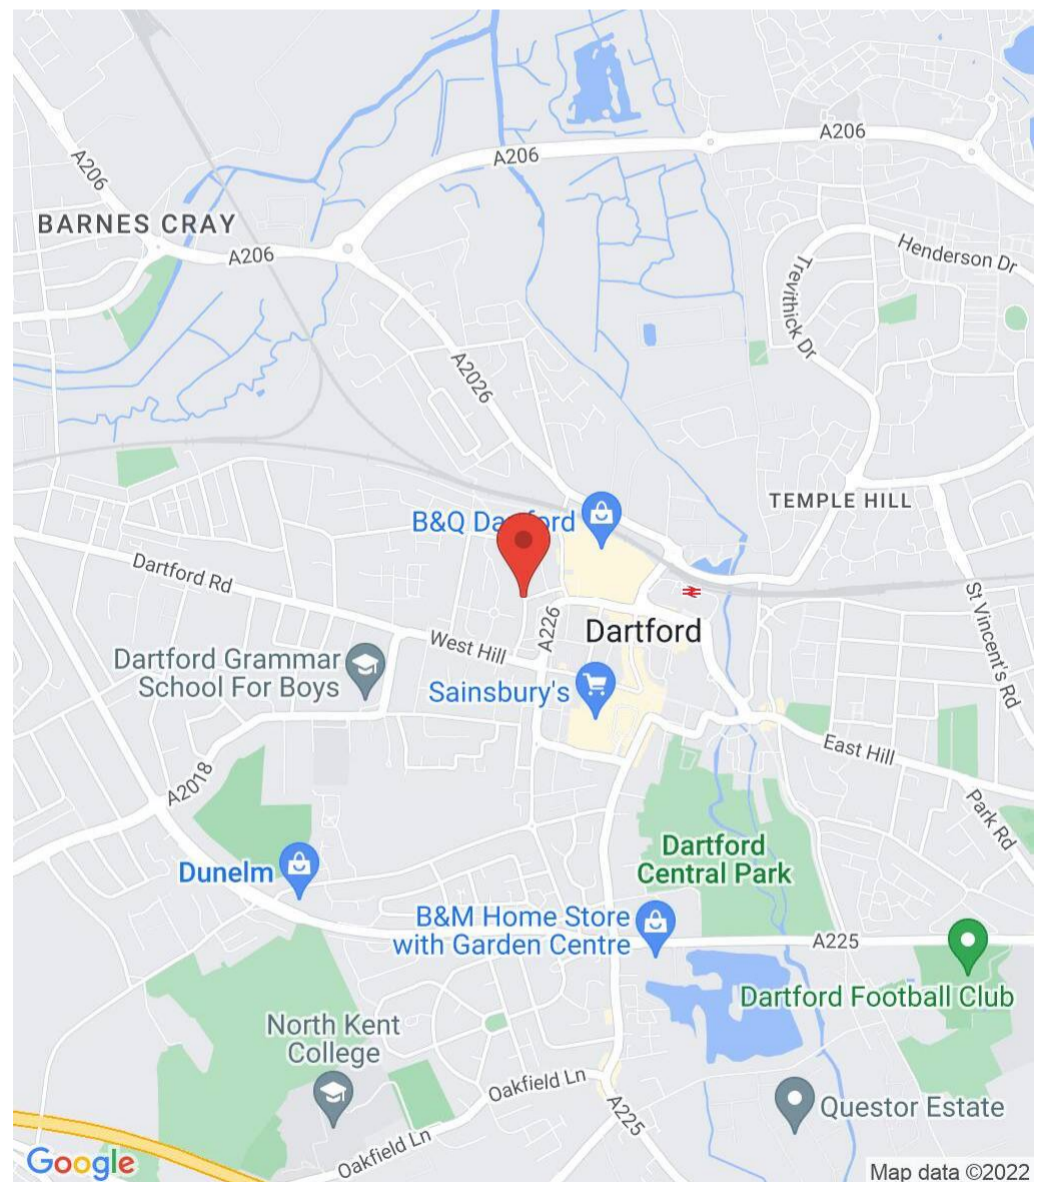 A206
A206
A206
BARNES CRAY
A206
Henderson Dr
Trevithick Dr
A2026
TEMPLE HILL
B&Q Dartford
Dartford Rd
St Vincent's Rd
A226
Dartford
West Hill
Dartford Grammar
School For Boys
Sainsbury's
East Hill
A2018
Park Rd
Dartford
Central Park
Dunelm
B&M Home Store
with Garden Centre
A225
Dartford Football Club
North Kent
College
Oakfield Ln
A225
Questor Estate
Oakfield Ln
Google
Map data ©2022